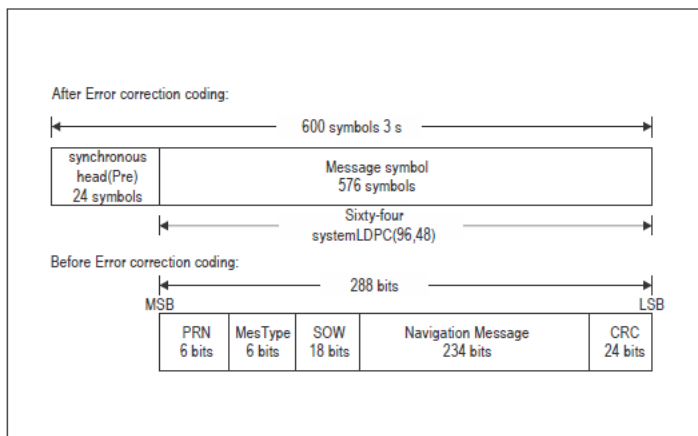 After Error correction coding:
600 symbols 3 s
synchronous
head(Pre)
24 symbols
Message symbol
576 symbols
Sixty-four
systemLDPC(96,48)
Before Error correction coding:
288 bits
MSB
LSB
PRN
6 bits
MesType
6 bits
SOW
18 bits
Navigation Message
234 bits
CRC
24 bits